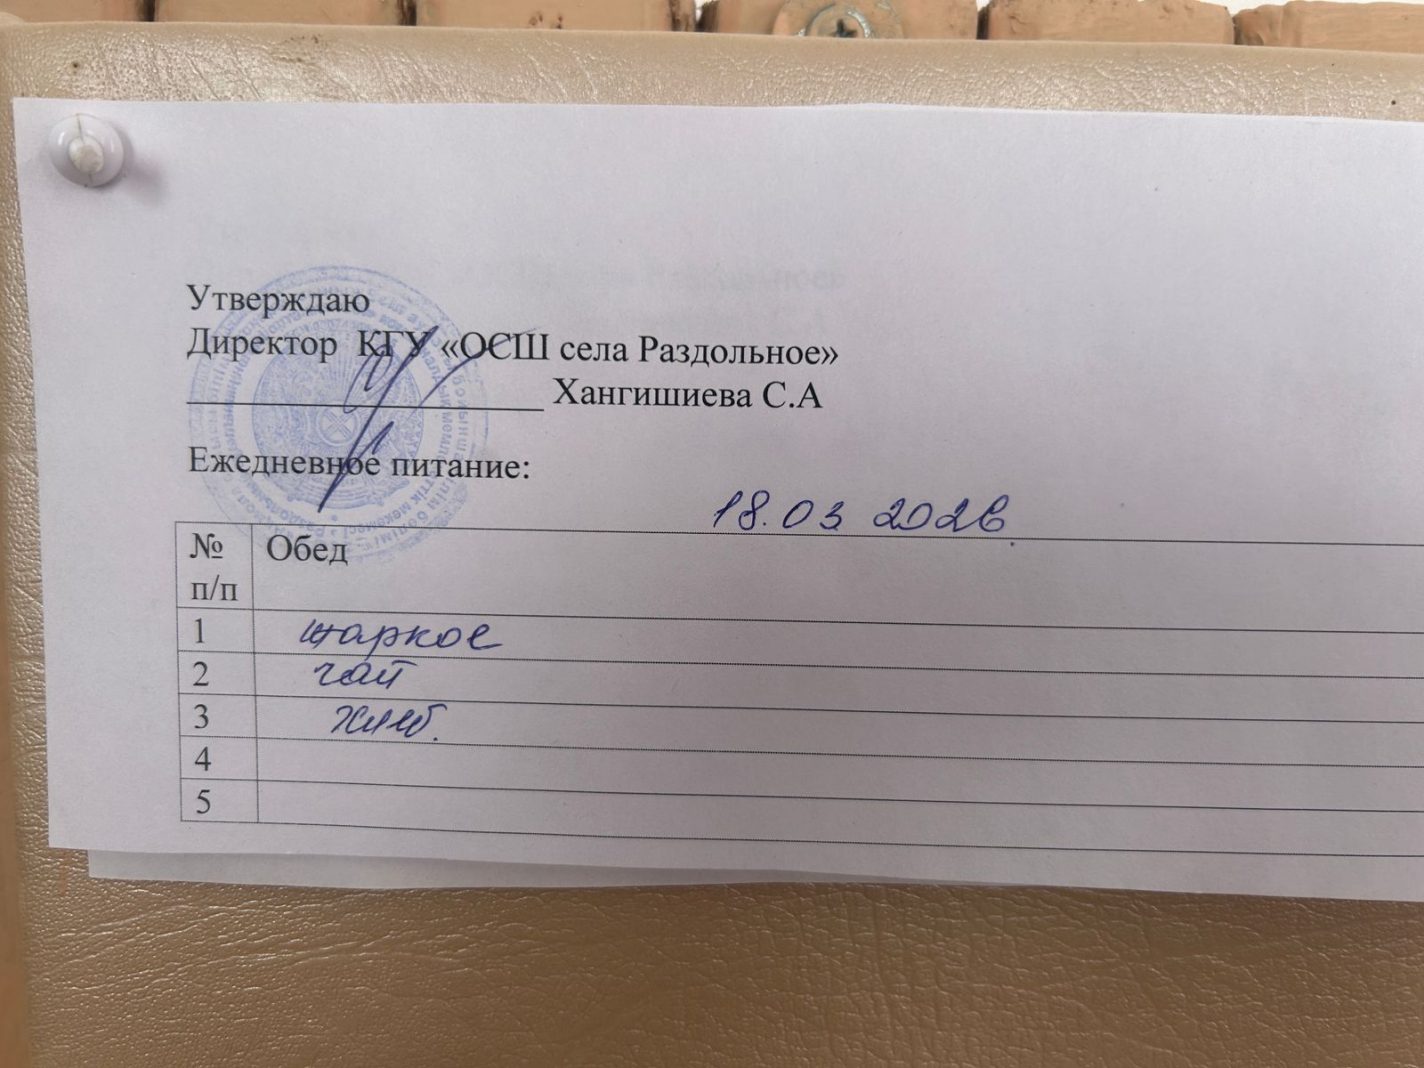 Утверждаю
Директор КГУ «ОСШ села Раздольное»
Хангишиева С.А
Ежедневное питание:
18.03 2026
№ п/п Обед
1 жаркое
2 чай
3 хлеб.
4
5